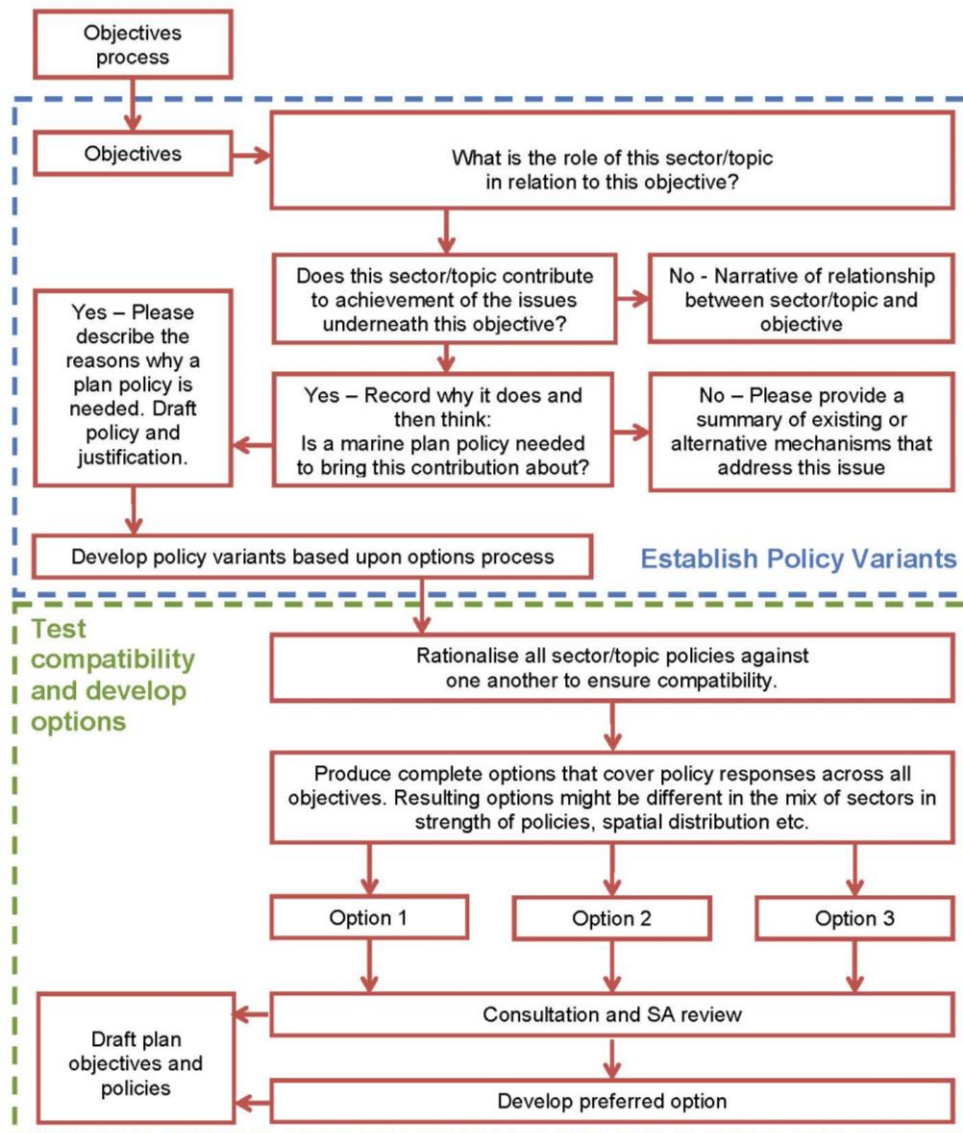 Objectives
process
Objectives
What is the role of this sector/topic
in relation to this objective?
Does this sector/topic contribute
to achievement of the issues
underneath this objective?
No - Narrative of relationship
between sector/topic and
objective
Yes – Please
describe the
reasons why a
plan policy is
needed. Draft
policy and
justification.
Yes – Record why it does and
then think:
Is a marine plan policy needed
to bring this contribution about?
No – Please provide a
summary of existing or
alternative mechanisms that
address this issue
Develop policy variants based upon options process
Establish Policy Variants
Test
compatibility
and develop
options
Rationalise all sector/topic policies against
one another to ensure compatibility.
Produce complete options that cover policy responses across all
objectives. Resulting options might be different in the mix of sectors in
strength of policies, spatial distribution etc.
Option 1
Option 2
Option 3
Consultation and SA review
Draft plan
objectives and
policies
Develop preferred option